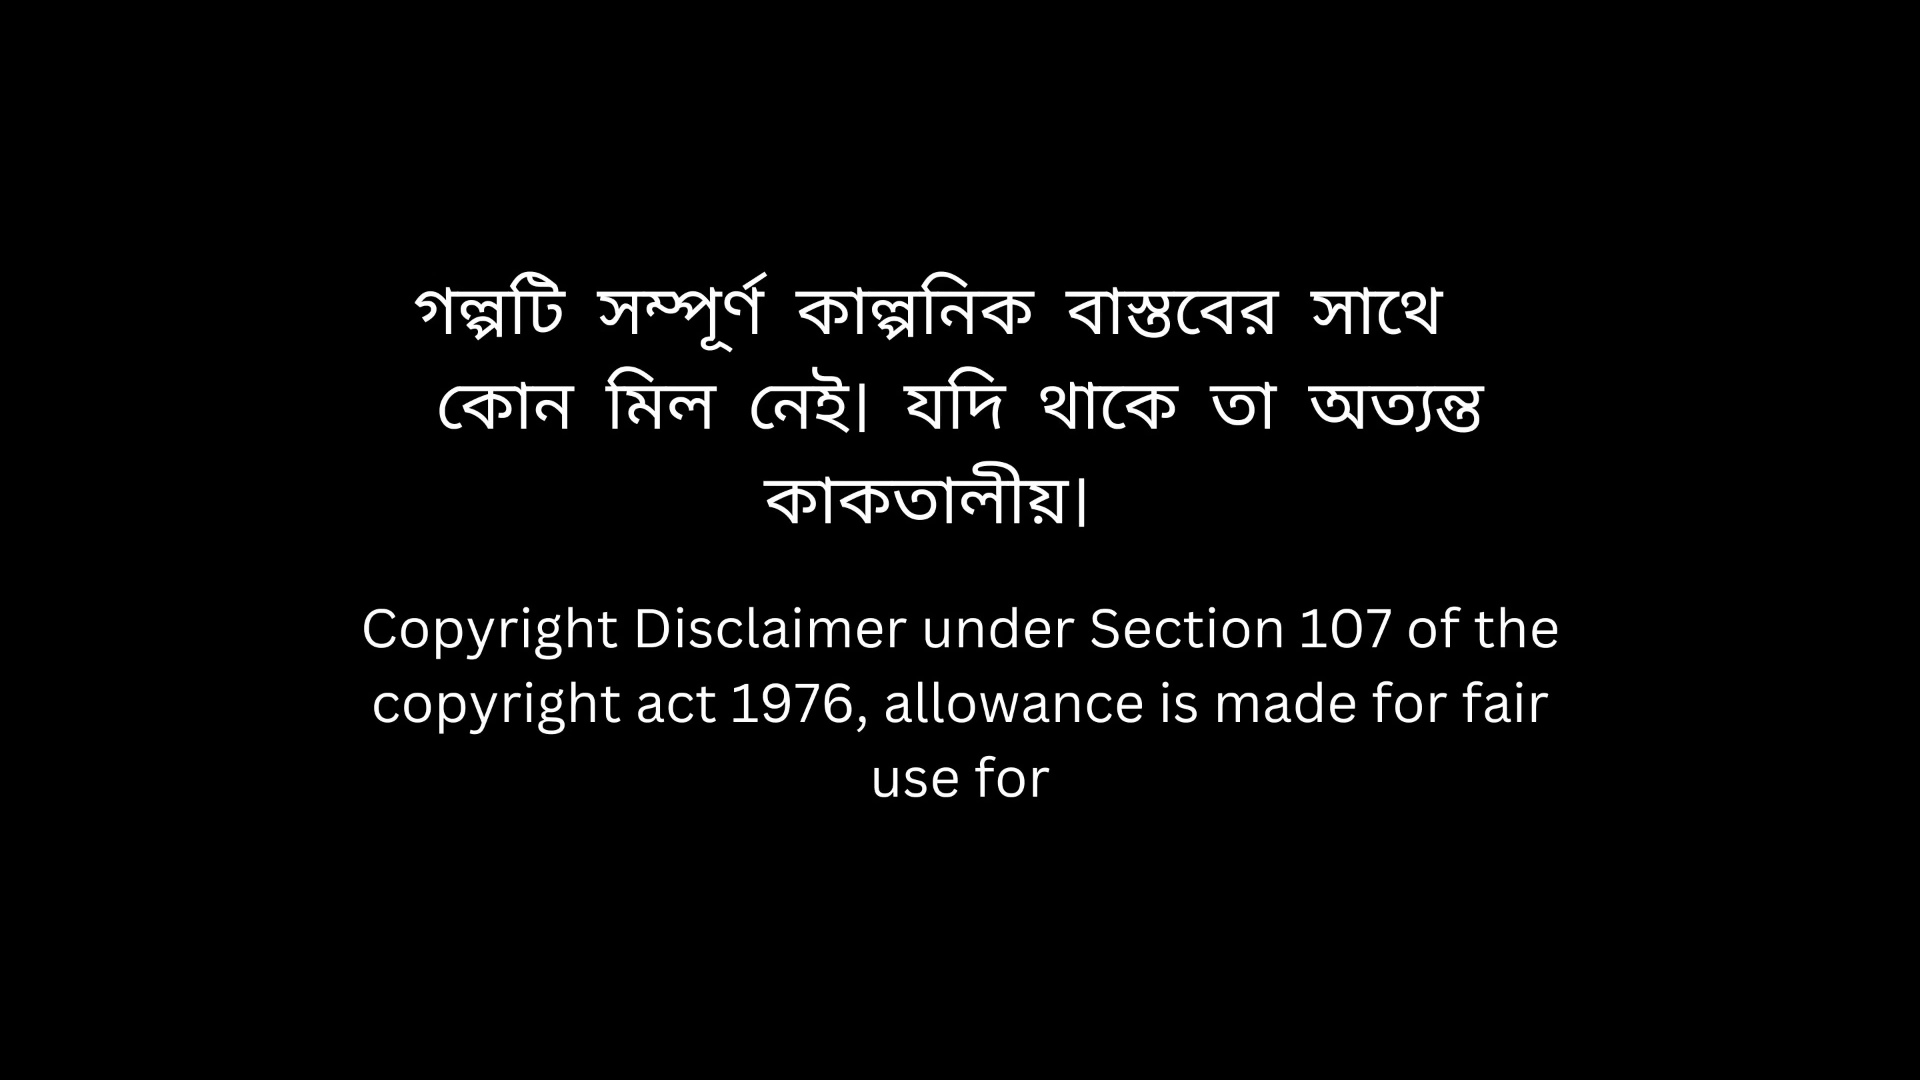 গল্পটি সম্পূর্ণ কাল্পনিক বাস্তবের সাথে
কোন মিল নেই। যদি থাকে তা অত্যন্ত
কাকতালীয়।
Copyright Disclaimer under Section 107 of the
copyright act 1976, allowance is made for fair
use for